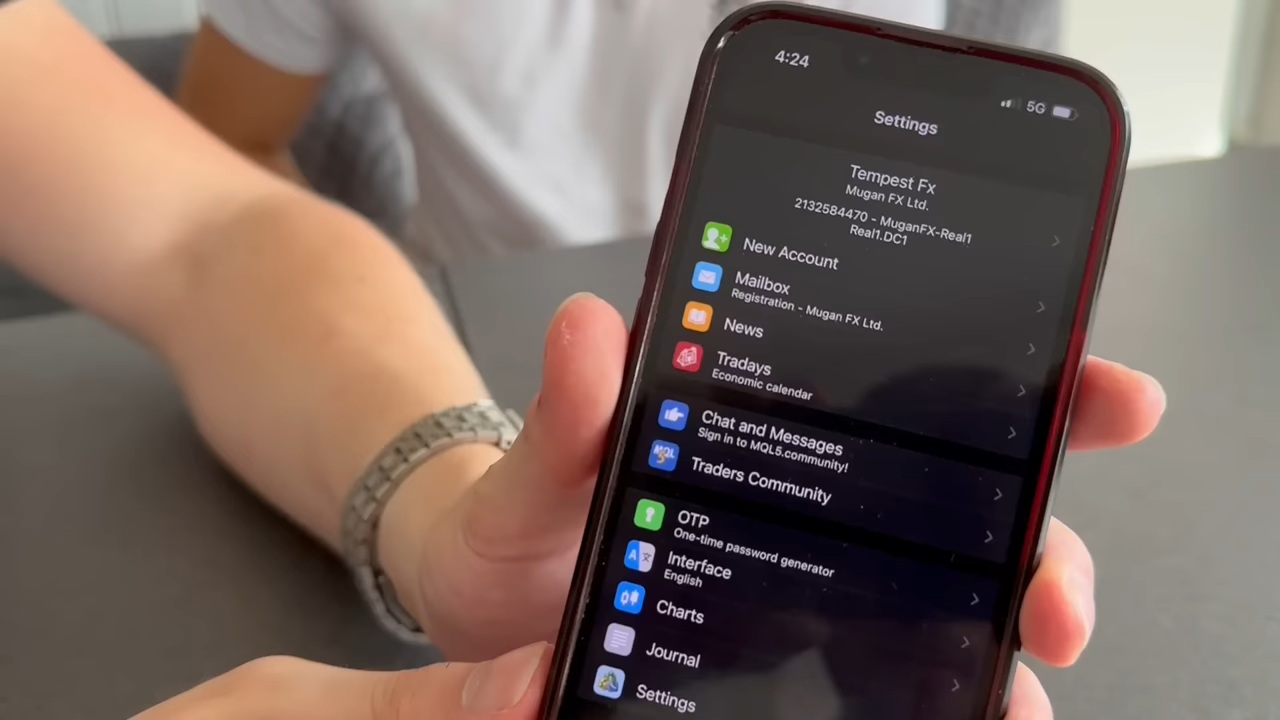 4:24
5G
Settings
Tempest Fx
Mugan FX Ltd.
2132584470 - MuganFX-Real1
Real1.DC1
New Account
Mailbox
Registration - Mugan FX Ltd.
News
Tradays
Economic calendar
Chat and Messages
Sign in to MQL5.community!
MQL
5
Traders Community
OTP
One-time password generator
A
Interface
English
Charts
Journal
Settings